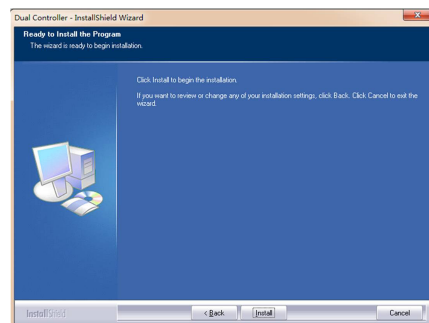 Dual Controller - InstallShield Wizard
Ready to Install the Program
The wizard is ready to begin installation.
Click Install to begin the installation.
If you want to review or change any of your installation settings, click Back. Click Cancel to exit the
wizard.
InstallShield
< Back
Install
Cancel